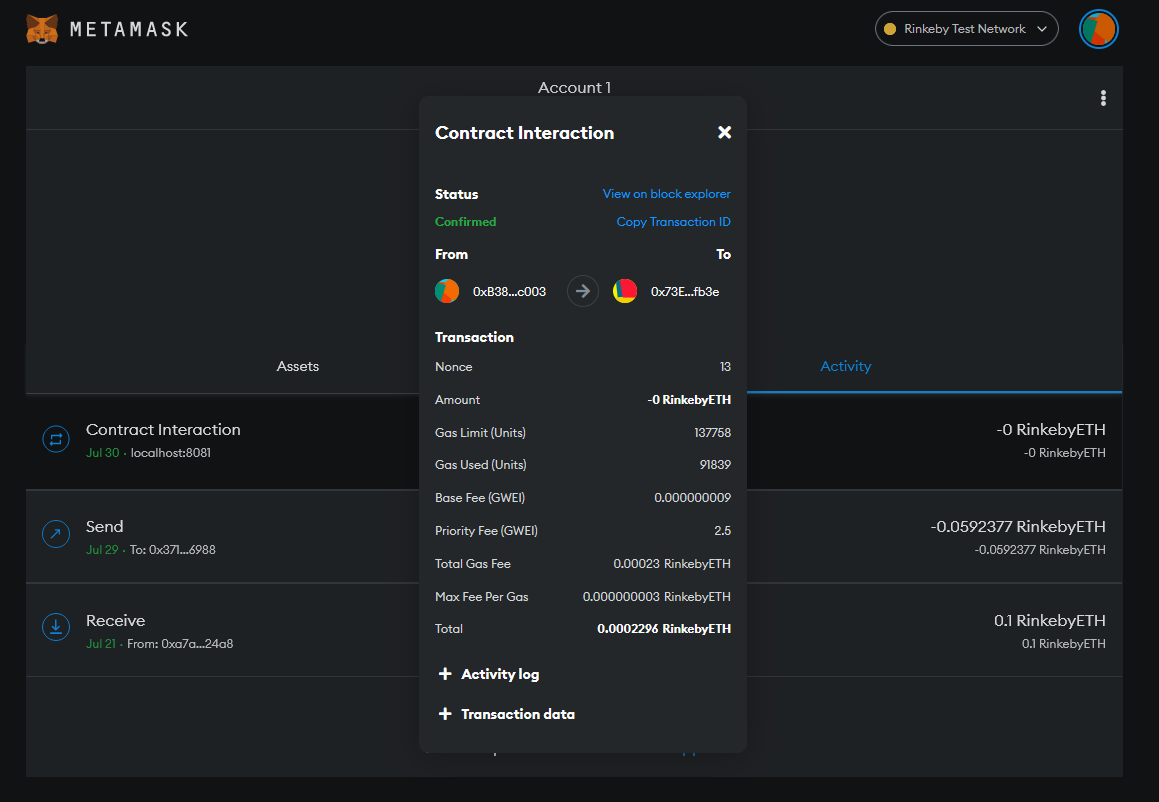 METAMASK
Rinkeby Test Network
Account 1
Contract Interaction
Status View on block explorer
Confirmed Copy Transaction ID
From To
0xB38...c003 0x73E...fb3e
Transaction
Nonce 13
Amount -0 RinkebyETH
Gas Limit (Units) 137758
Gas Used (Units) 91839
Base Fee (GWEI) 0.000000009
Priority Fee (GWEI) 2.5
Total Gas Fee 0.00023 RinkebyETH
Max Fee Per Gas 0.000000003 RinkebyETH
Total 0.0002296 RinkebyETH
Activity log
Transaction data
Assets Activity
Contract Interaction -0 RinkebyETH
Jul 30 · localhost:8081 -0 RinkebyETH
Send -0.0592377 RinkebyETH
Jul 29 · To: 0x371...6988 -0.0592377 RinkebyETH
Receive 0.1 RinkebyETH
Jul 21 · From: 0xa7a...24a8 0.1 RinkebyETH